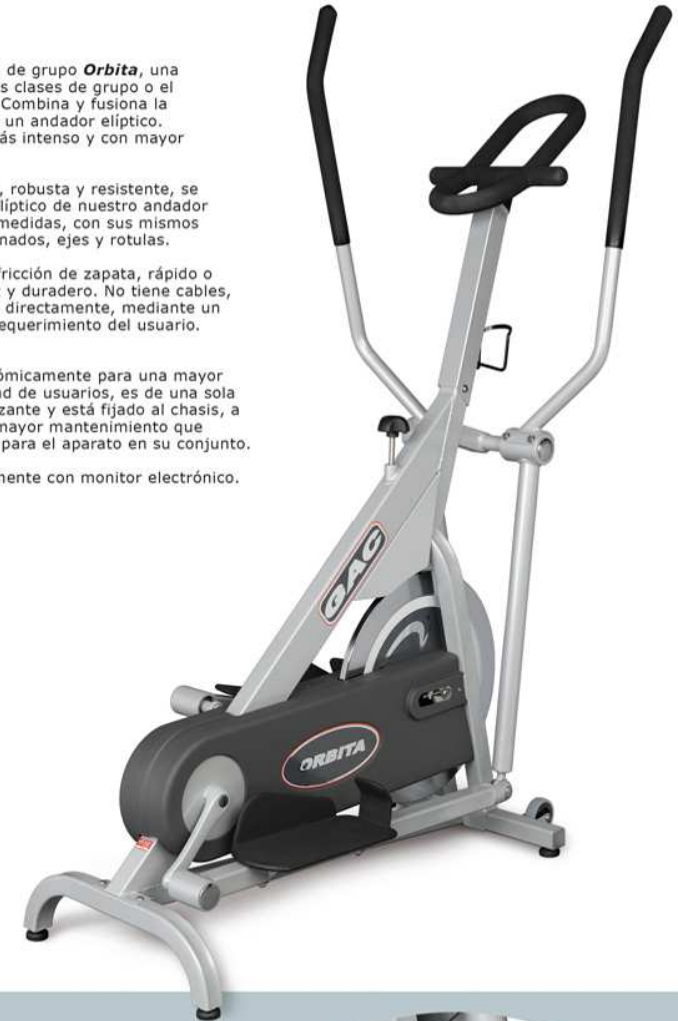 de grupo Orbita, una
s clases de grupo o el
Combina y fusiona la
un andador elíptico.
ás intenso y con mayor
, robusta y resistente, se
líptico de nuestro andador
medidas, con sus mismos
nados, ejes y rotulas.
fricción de zapata, rápido o
y duradero. No tiene cables,
directamente, mediante un
equerimiento del usuario.
ómicamente para una mayor
ud de usuarios, es de una sola
zante y está fijado al chasis, a
mayor mantenimiento que
para el aparato en su conjunto.
mente con monitor electrónico.
GAC
ORBITA